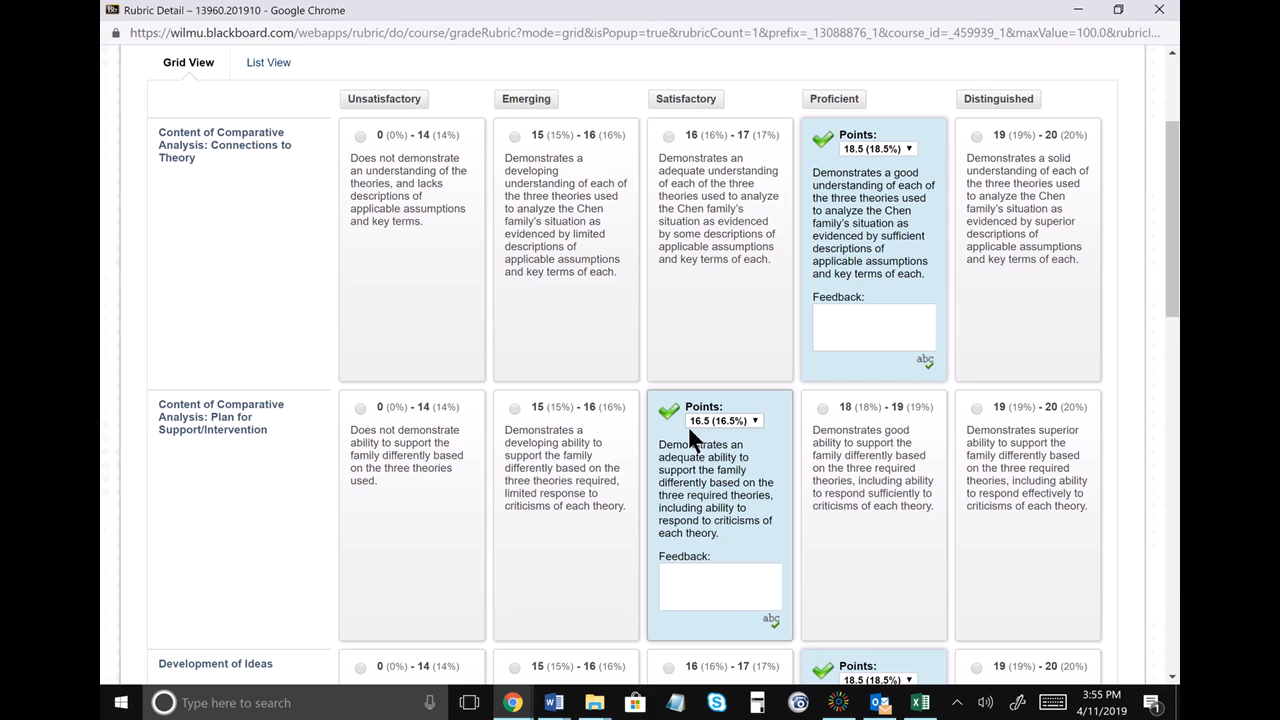 Rubric Detail – 13960.201910 - Google Chrome
https://wilmu.blackboard.com/webapps/rubric/do/course/gradeRubric?mode=grid&isPopup=true&rubricCount=1&prefix=_13088876_1&course_id=_459939_1&maxValue=100.0&rubricI...
Grid View
List View
Unsatisfactory
Emerging
Satisfactory
Proficient
Distinguished
Content of Comparative
Analysis: Connections to
Theory
0 (0%) - 14 (14%)
Does not demonstrate
an understanding of the
theories, and lacks
descriptions of
applicable assumptions
and key terms.
15 (15%) - 16 (16%)
Demonstrates a
developing
understanding of each of
the three theories used
to analyze the Chen
family's situation as
evidenced by limited
descriptions of
applicable assumptions
and key terms of each.
16 (16%) - 17 (17%)
Demonstrates an
adequate understanding
of each of the three
theories used to analyze
the Chen family's
situation as evidenced
by some descriptions of
applicable assumptions
and key terms of each.
Points:
18.5 (18.5%)
Demonstrates a good
understanding of each of
the three theories used
to analyze the Chen
family's situation as
evidenced by sufficient
descriptions of
applicable assumptions
and key terms of each.
Feedback:
abc
19 (19%) - 20 (20%)
Demonstrates a solid
understanding of each of
the three theories used
to analyze the Chen
family's situation as
evidenced by superior
descriptions of
applicable assumptions
and key terms of each.
Content of Comparative
Analysis: Plan for
Support/Intervention
0 (0%) - 14 (14%)
Does not demonstrate
ability to support the
family differently based
on the three theories
used.
15 (15%) - 16 (16%)
Demonstrates a
developing ability to
support the family
differently based on the
three theories required,
limited response to
criticisms of each theory.
Points:
16.5 (16.5%)
Demonstrates an
adequate ability to
support the family
differently based on the
three required theories,
including ability to
respond to criticisms of
each theory.
Feedback:
abc
18 (18%) - 19 (19%)
Demonstrates good
ability to support the
family differently based
on the three required
theories, including ability
to respond sufficiently to
criticisms of each theory.
19 (19%) - 20 (20%)
Demonstrates superior
ability to support the
family differently based
on the three required
theories, including ability
to respond effectively to
criticisms of each theory.
Development of Ideas
0 (0%) - 14 (14%)
15 (15%) - 16 (16%)
16 (16%) - 17 (17%)
Points:
18.5 (18.5%)
19 (19%) - 20 (20%)
Type here to search
3:55 PM
4/11/2019